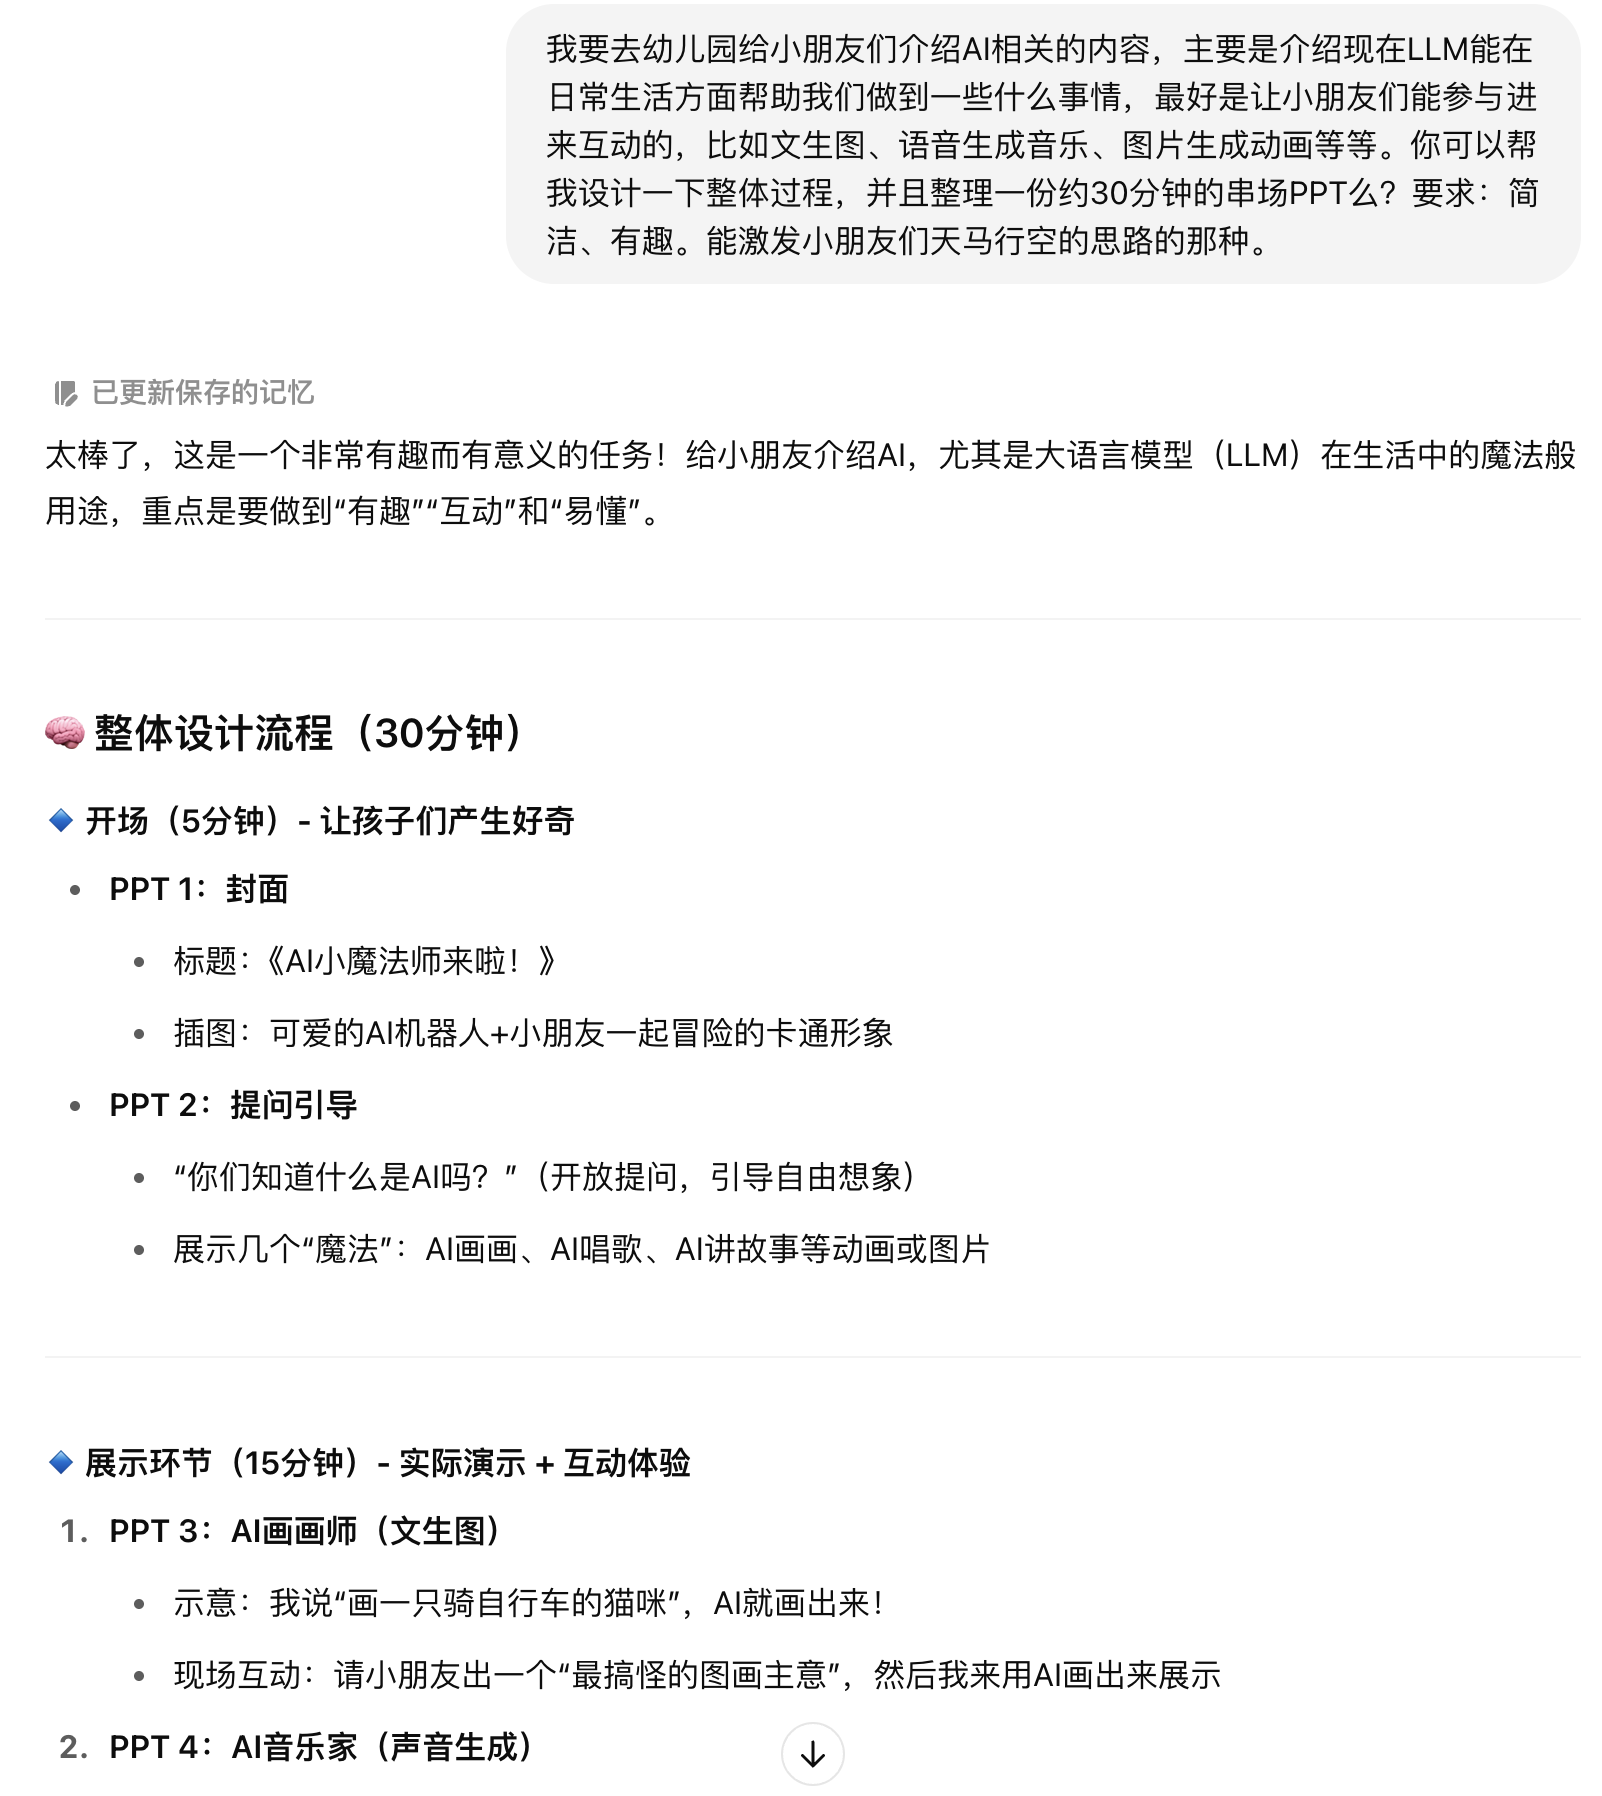 我要去幼儿园给小朋友们介绍AI相关的内容，主要是介绍现在LLM能在
日常生活方面帮助我们做到一些什么事情，最好是让小朋友们能参与进
来互动的，比如文生图、语音生成音乐、图片生成动画等等。你可以帮
我设计一下整体过程，并且整理一份约30分钟的串场PPT么？要求：简
洁、有趣。能激发小朋友们天马行空的思路的那种。
已更新保存的记忆
太棒了，这是一个非常有趣而有意义的任务！给小朋友介绍AI，尤其是大语言模型（LLM）在生活中的魔法般
用途，重点是要做到“有趣”“互动”和“易懂”。
🧠 整体设计流程（30分钟）
🔹 开场（5分钟）- 让孩子们产生好奇
• PPT 1：封面
• 标题：《AI小魔法师来啦！》
• 插图：可爱的AI机器人+小朋友一起冒险的卡通形象
• PPT 2：提问引导
• “你们知道什么是AI吗？”（开放提问，引导自由想象）
• 展示几个“魔法”：AI画画、AI唱歌、AI讲故事等动画或图片
🔹 展示环节（15分钟）- 实际演示 + 互动体验
1. PPT 3：AI画画师（文生图）
• 示意：我说“画一只骑自行车的猫咪”，AI就画出来！
• 现场互动：请小朋友出一个“最搞怪的图画主意”，然后我来用AI画出来展示
2. PPT 4：AI音乐家（声音生成）